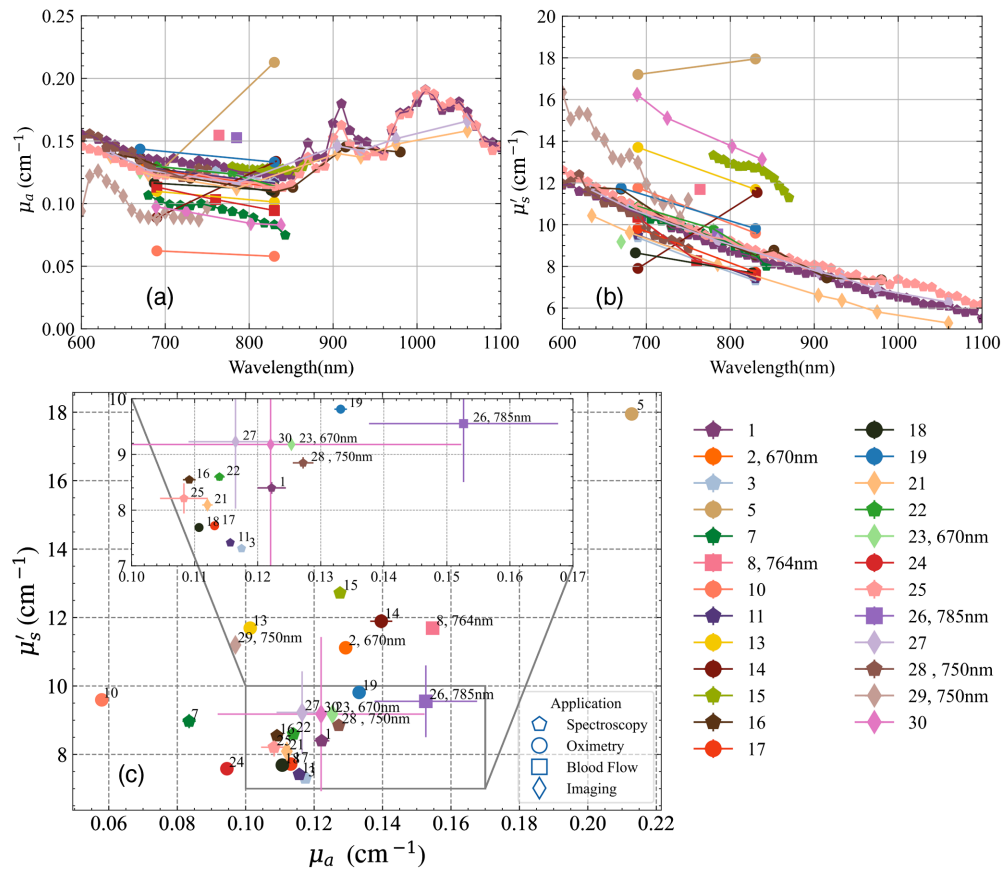 0.25
0.20
0.15
0.10
0.05
0.00
μa (cm−1)
(a)
600 700 800 900 1000 1100
Wavelength(nm)
20
18
16
14
12
10
8
6
μ′s (cm−1)
(b)
600 700 800 900 1000 1100
Wavelength(nm)
18
16
14
12
10
8
μ′s (cm−1)
10
9
8
7
0.10 0.11 0.12 0.13 0.14 0.15 0.16 0.17
19
26, 785nm
27
30
23, 670nm
28 , 750nm
16
22
1
25
21
18
17
11
3
5
15
13
14
8, 764nm
29, 750nm
2, 670nm
10
19
26, 785nm
7
27
30
23, 670nm
28 , 750nm
16
22
1
25
21
24
18
17
11
3
(c)
Application
Spectroscopy
Oximetry
Blood Flow
Imaging
0.06 0.08 0.10 0.12 0.14 0.16 0.18 0.20 0.22
μa (cm−1)
1
2, 670nm
3
5
7
8, 764nm
10
11
13
14
15
16
17
18
19
21
22
23, 670nm
24
25
26, 785nm
27
28 , 750nm
29, 750nm
30